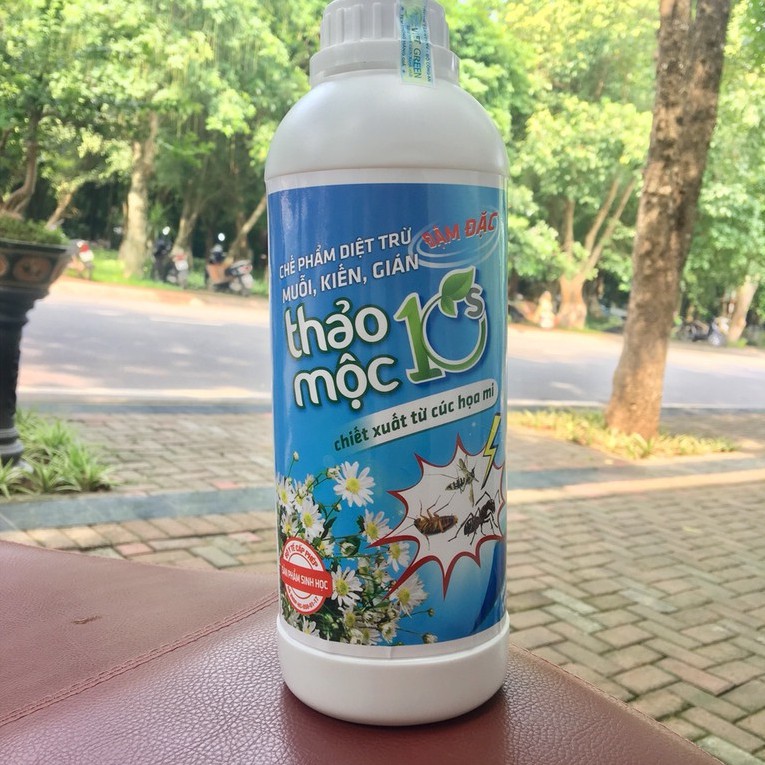 GREEN
ĐẬM ĐẶC
CHẾ PHẨM DIỆT TRỪ
MUỖI, KIẾN, GIÁN
thảo
mộc
10s
chiết xuất từ cúc họa mi
SẢN PHẨM SINH HỌC